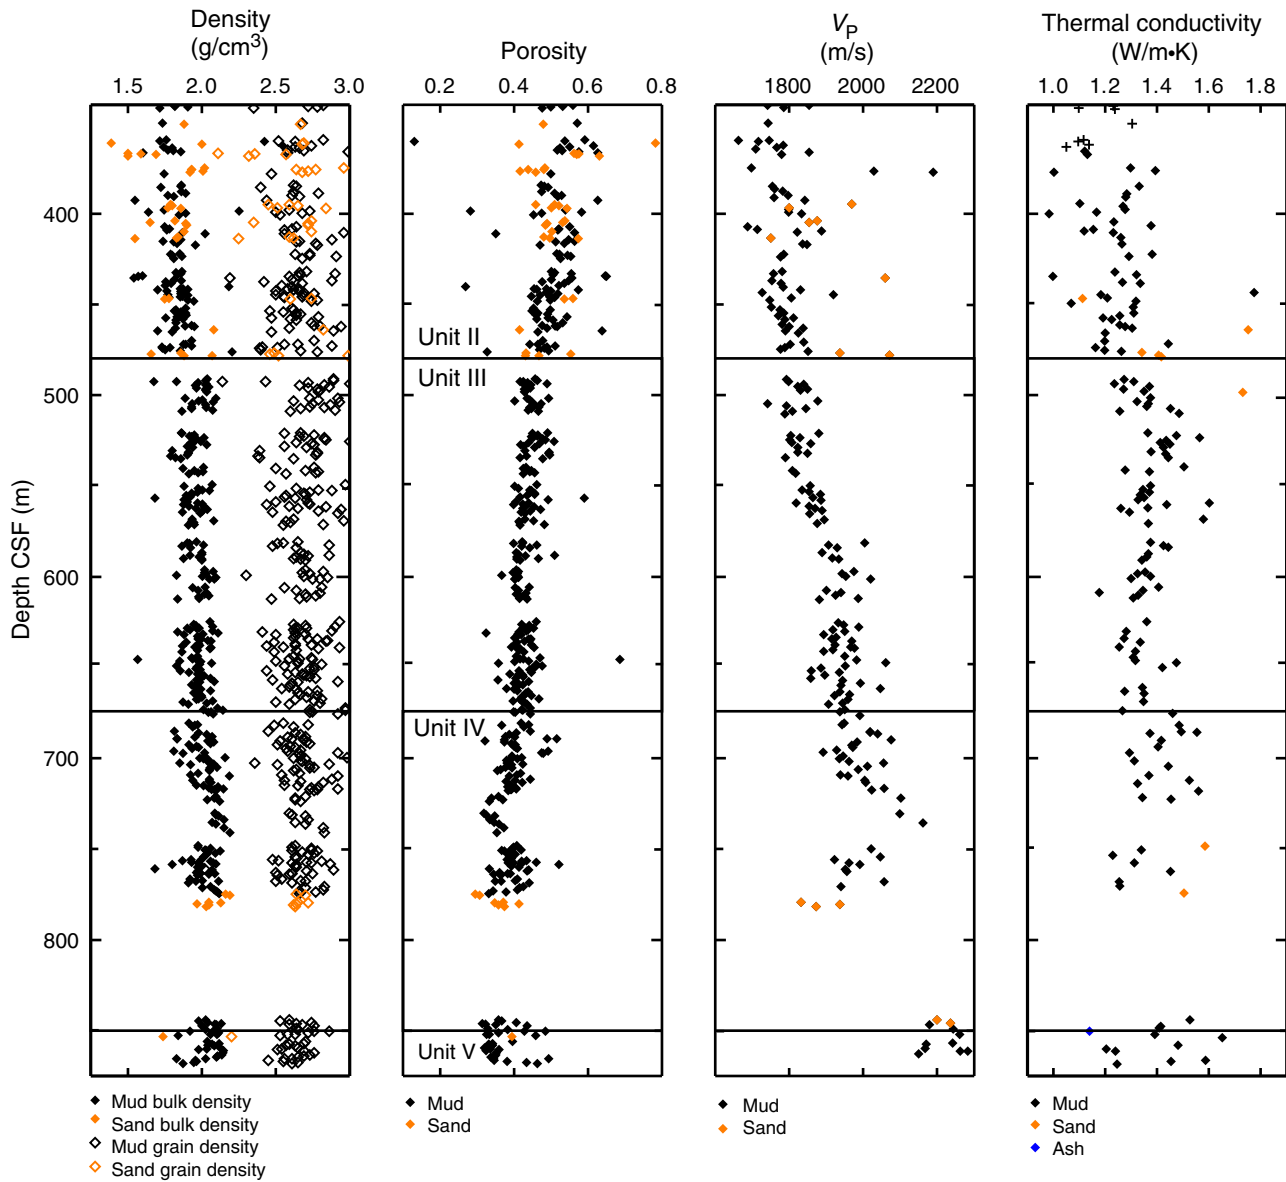 Density
(g/cm³)
1.5 2.0 2.5 3.0
Porosity
0.2 0.4 0.6 0.8
VP
(m/s)
1800 2000 2200
Thermal conductivity
(W/m•K)
1.0 1.2 1.4 1.6 1.8
Depth CSF (m)
400
500
600
700
800
Unit II
Unit III
Unit IV
Unit V
Mud bulk density
Sand bulk density
Mud grain density
Sand grain density
Mud
Sand
Mud
Sand
Mud
Sand
Ash